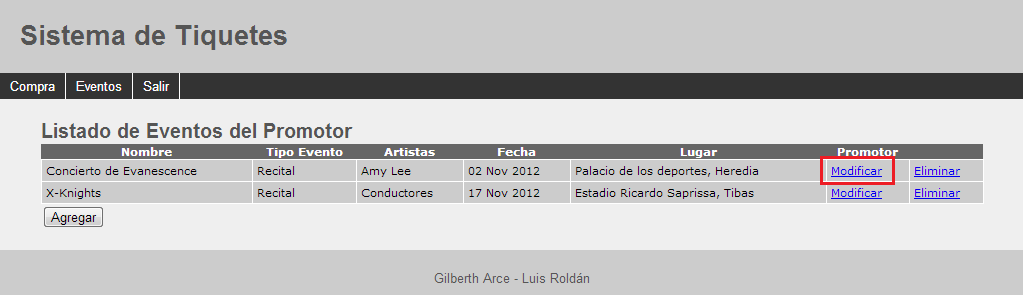 Sistema de Tiquetes
Compra Eventos Salir
Listado de Eventos del Promotor
Nombre Tipo Evento Artistas Fecha Lugar Promotor
Concierto de Evanescence Recital Amy Lee 02 Nov 2012 Palacio de los deportes, Heredia Modificar Eliminar
X-Knights Recital Conductores 17 Nov 2012 Estadio Ricardo Saprissa, Tibas Modificar Eliminar
Agregar
Gilberth Arce - Luis Roldán